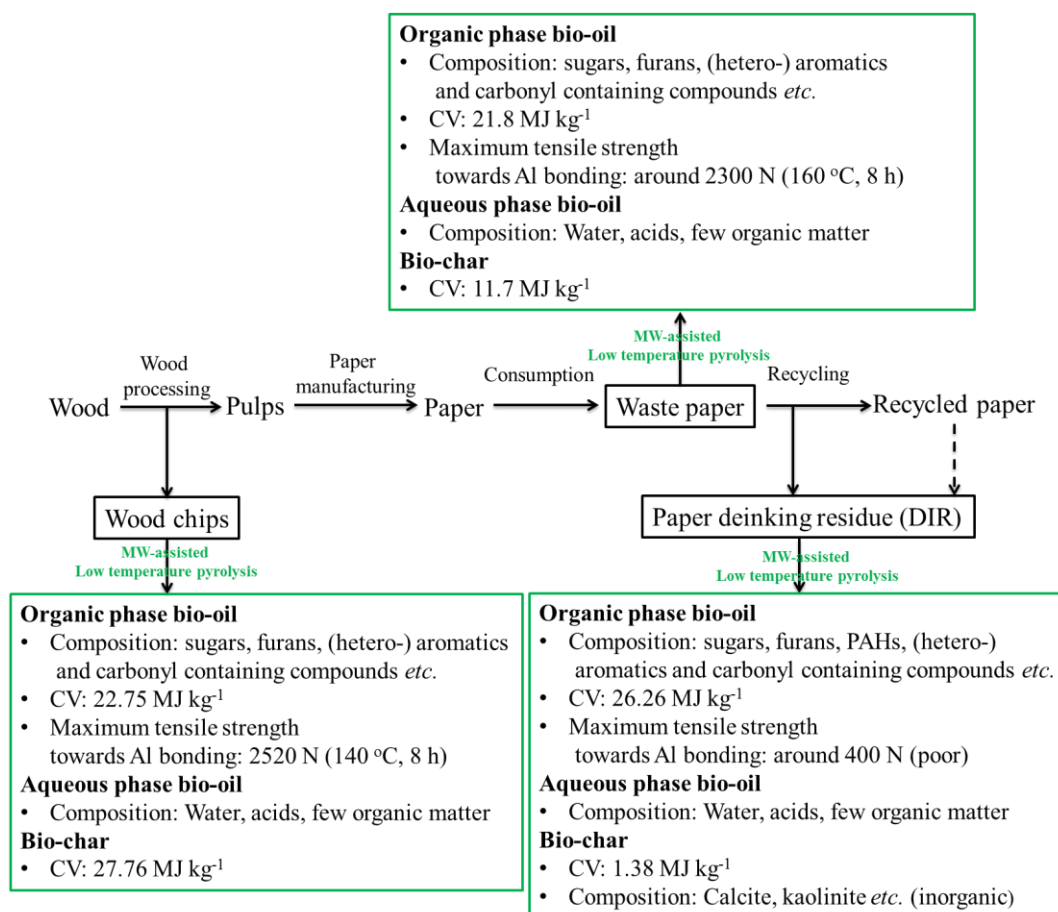 Organic phase bio-oil
• Composition: sugars, furans, (hetero-) aromatics
and carbonyl containing compounds etc.
• CV: 21.8 MJ kg⁻¹
• Maximum tensile strength
towards Al bonding: around 2300 N (160 °C, 8 h)
Aqueous phase bio-oil
• Composition: Water, acids, few organic matter
Bio-char
• CV: 11.7 MJ kg⁻¹
MW-assisted
Low temperature pyrolysis
Wood
processing
Paper
manufacturing
Consumption
Recycling
Wood
Pulps
Paper
Waste paper
Recycled paper
Wood chips
Paper deinking residue (DIR)
MW-assisted
Low temperature pyrolysis
MW-assisted
Low temperature pyrolysis
Organic phase bio-oil
• Composition: sugars, furans, (hetero-) aromatics
and carbonyl containing compounds etc.
• CV: 22.75 MJ kg⁻¹
• Maximum tensile strength
towards Al bonding: 2520 N (140 °C, 8 h)
Aqueous phase bio-oil
• Composition: Water, acids, few organic matter
Bio-char
• CV: 27.76 MJ kg⁻¹
Organic phase bio-oil
• Composition: sugars, furans, PAHs, (hetero-)
aromatics and carbonyl containing compounds etc.
• CV: 26.26 MJ kg⁻¹
• Maximum tensile strength
towards Al bonding: around 400 N (poor)
Aqueous phase bio-oil
• Composition: Water, acids, few organic matter
Bio-char
• CV: 1.38 MJ kg⁻¹
• Composition: Calcite, kaolinite etc. (inorganic)